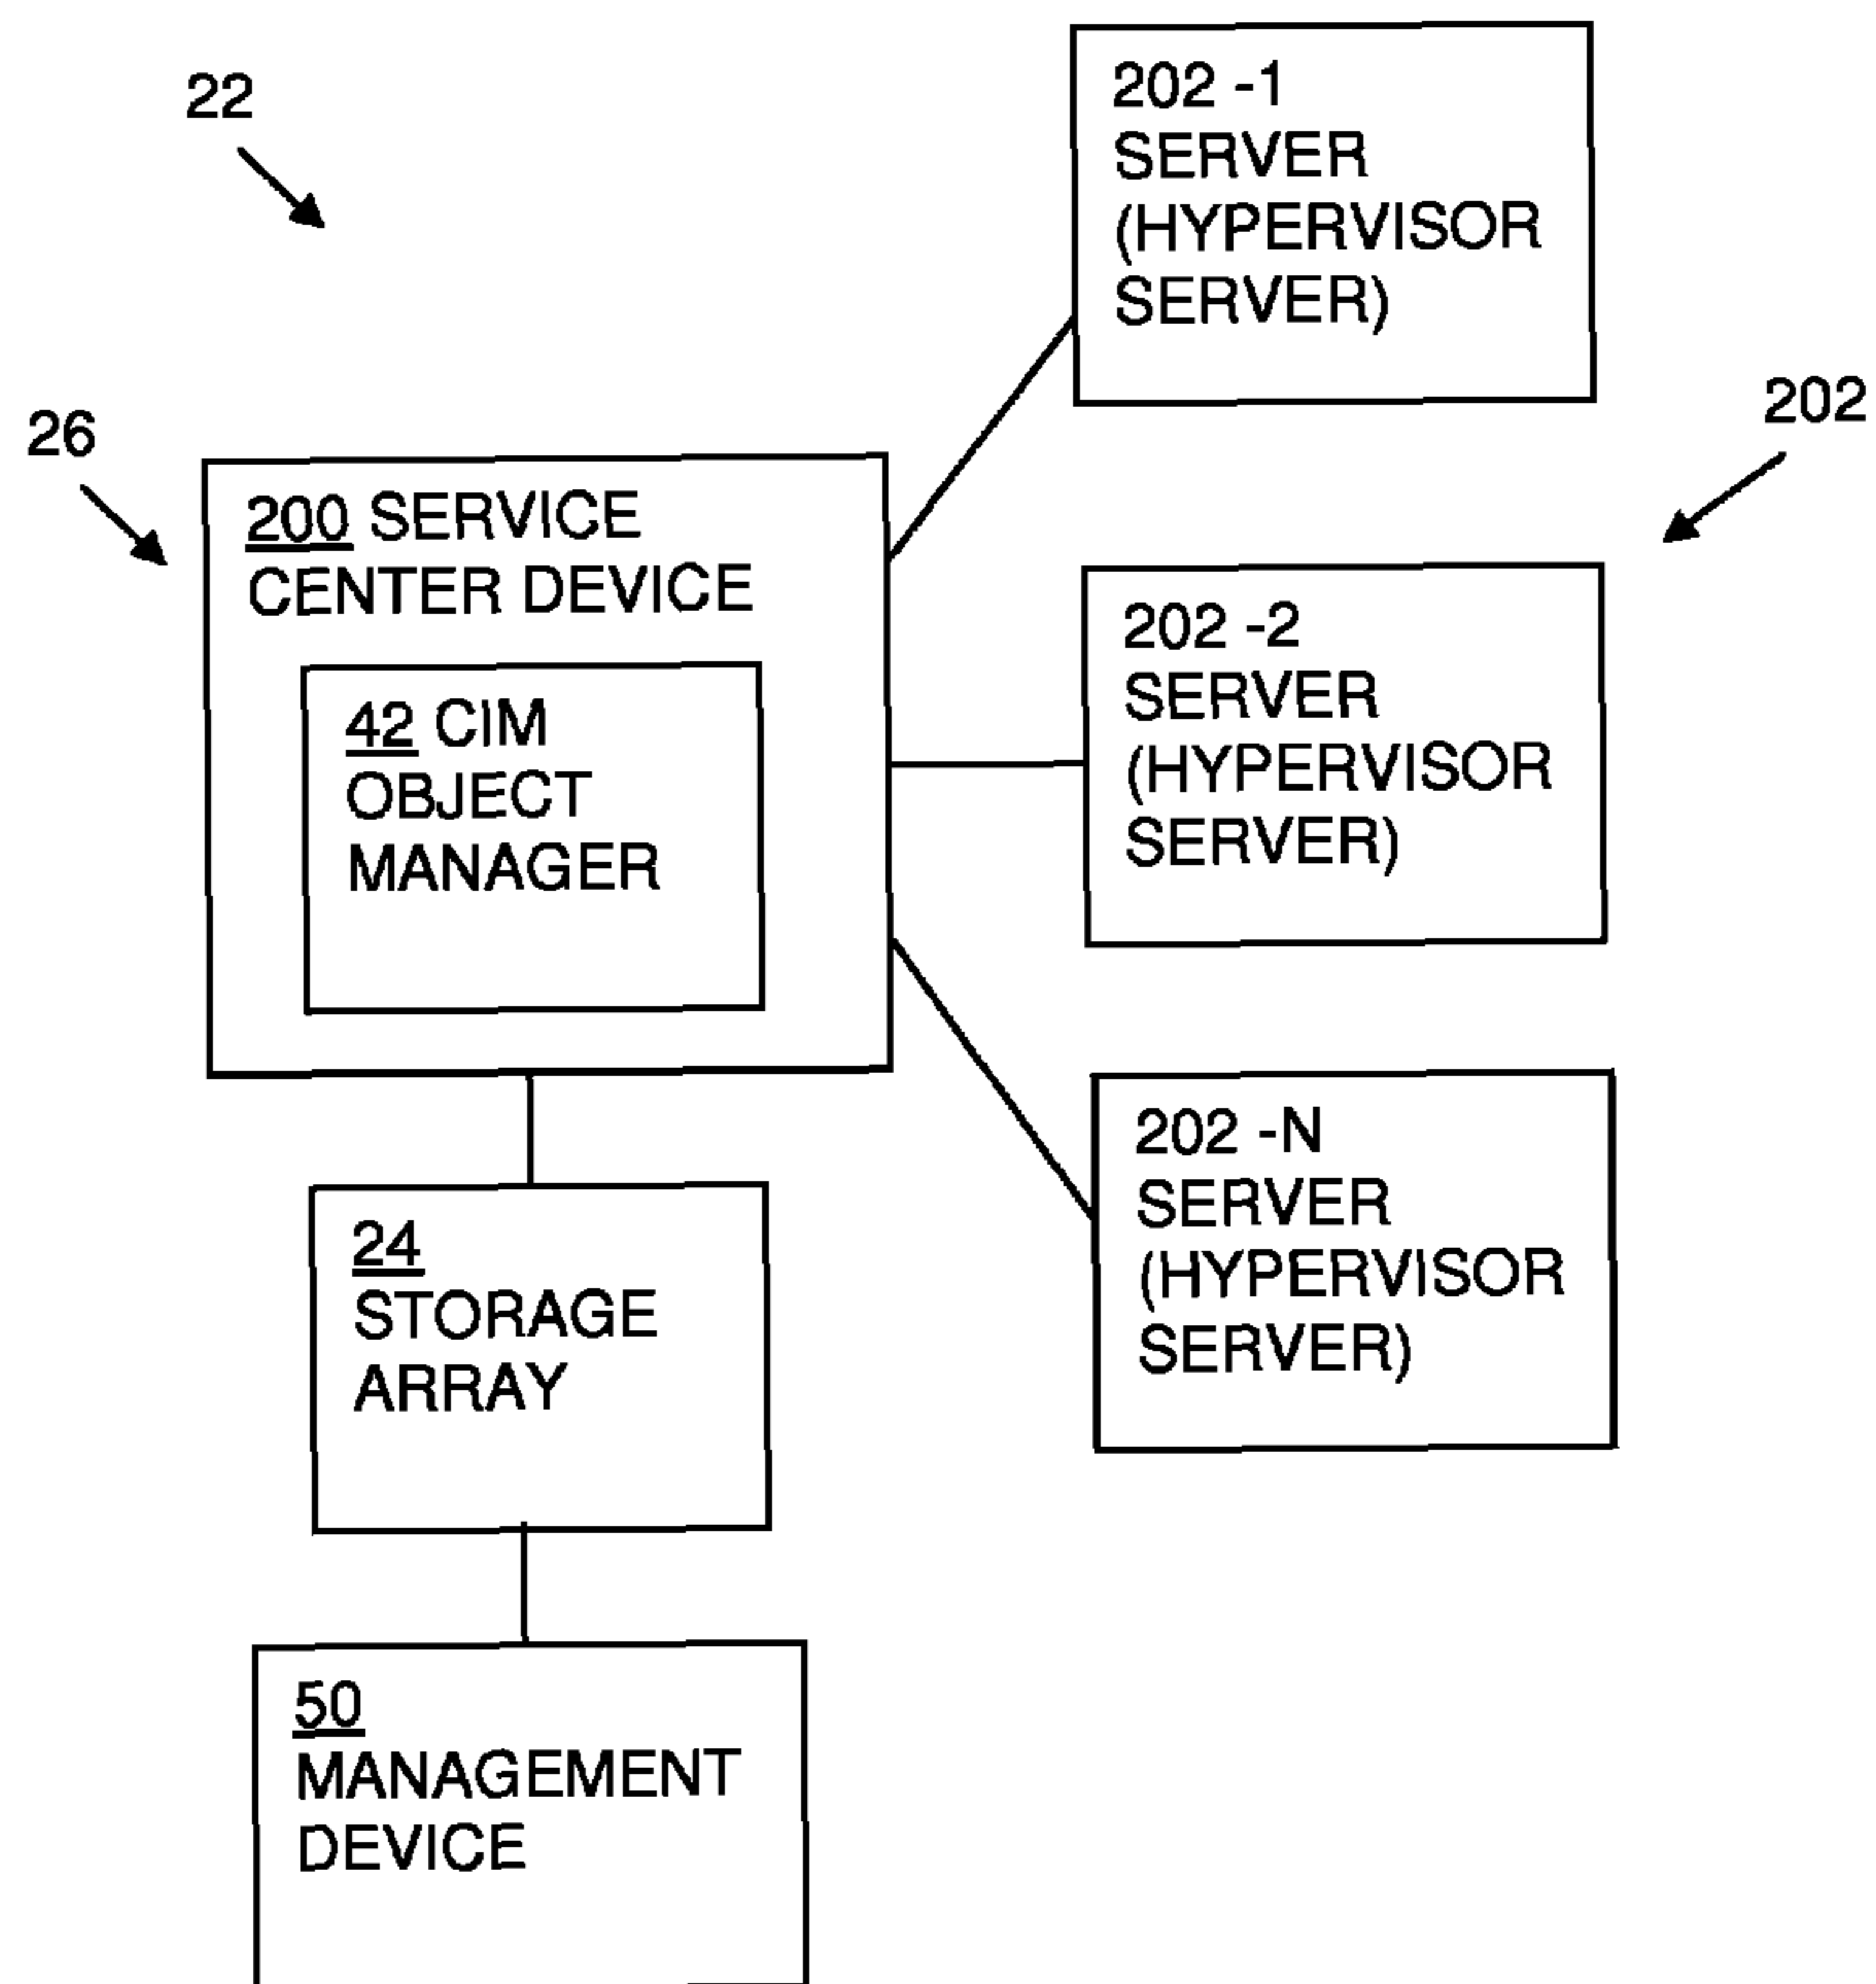 22
26
200 SERVICE
CENTER DEVICE
42 CIM
OBJECT
MANAGER
24
STORAGE
ARRAY
50
MANAGEMENT
DEVICE
202 -1
SERVER
(HYPERVISOR
SERVER)
202
202 -2
SERVER
(HYPERVISOR
SERVER)
202 -N
SERVER
(HYPERVISOR
SERVER)